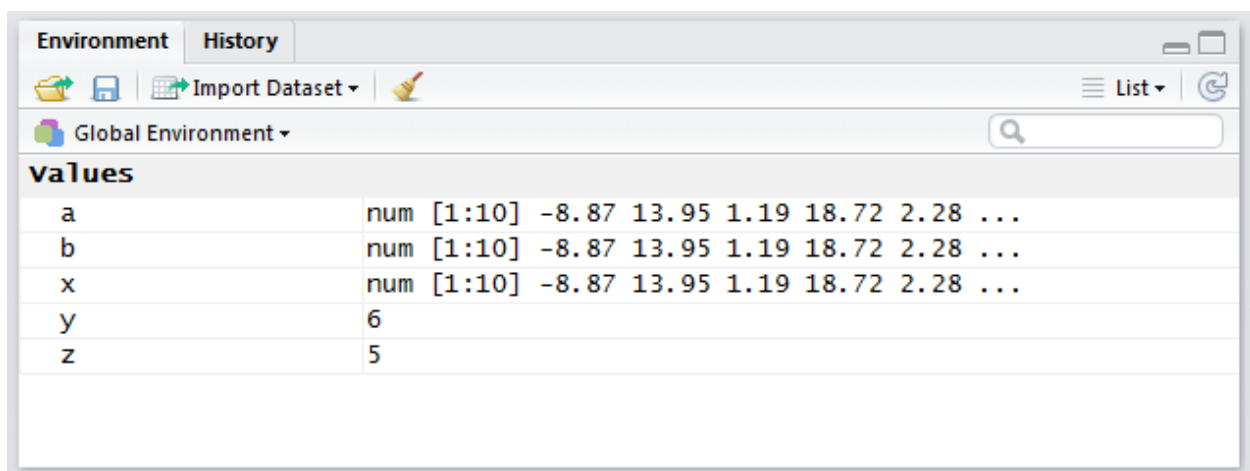 Environment History
Import Dataset List
Global Environment
Values
a num [1:10] -8.87 13.95 1.19 18.72 2.28 ...
b num [1:10] -8.87 13.95 1.19 18.72 2.28 ...
x num [1:10] -8.87 13.95 1.19 18.72 2.28 ...
y 6
z 5